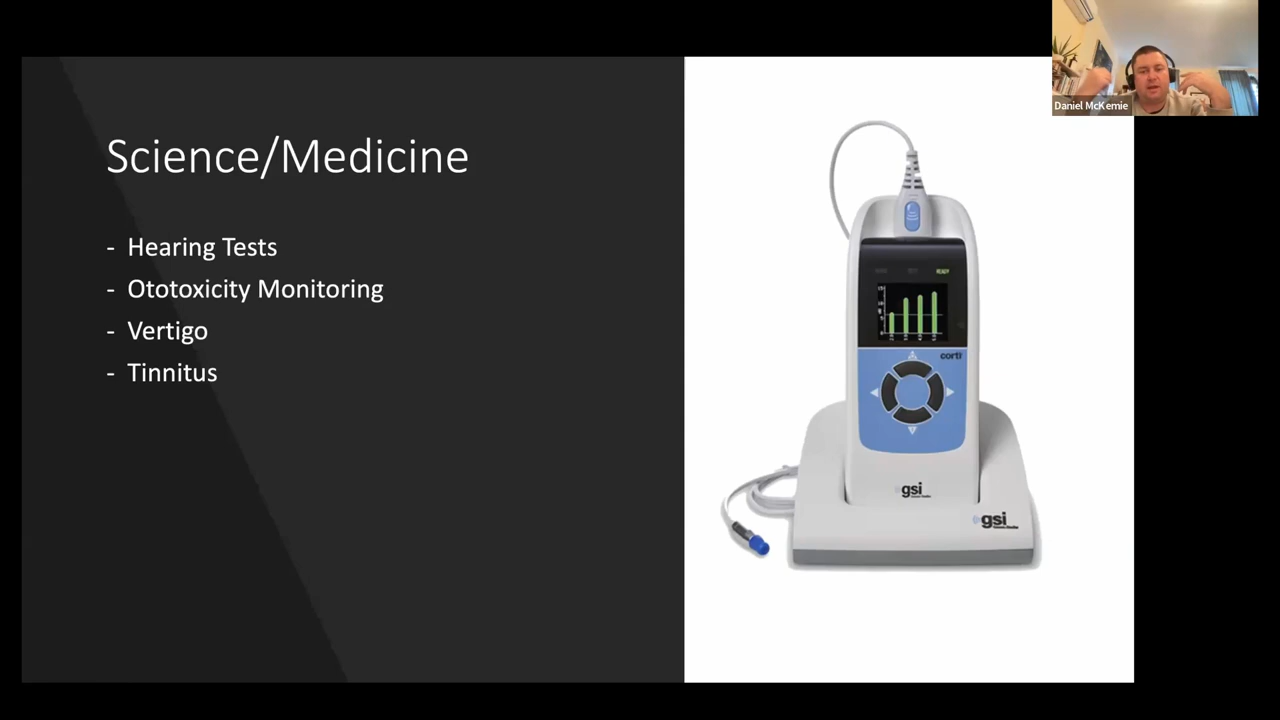 Science/Medicine
- Hearing Tests
- Ototoxicity Monitoring
- Vertigo
- Tinnitus
Daniel McKemie
READY
corti
gsi
gsi